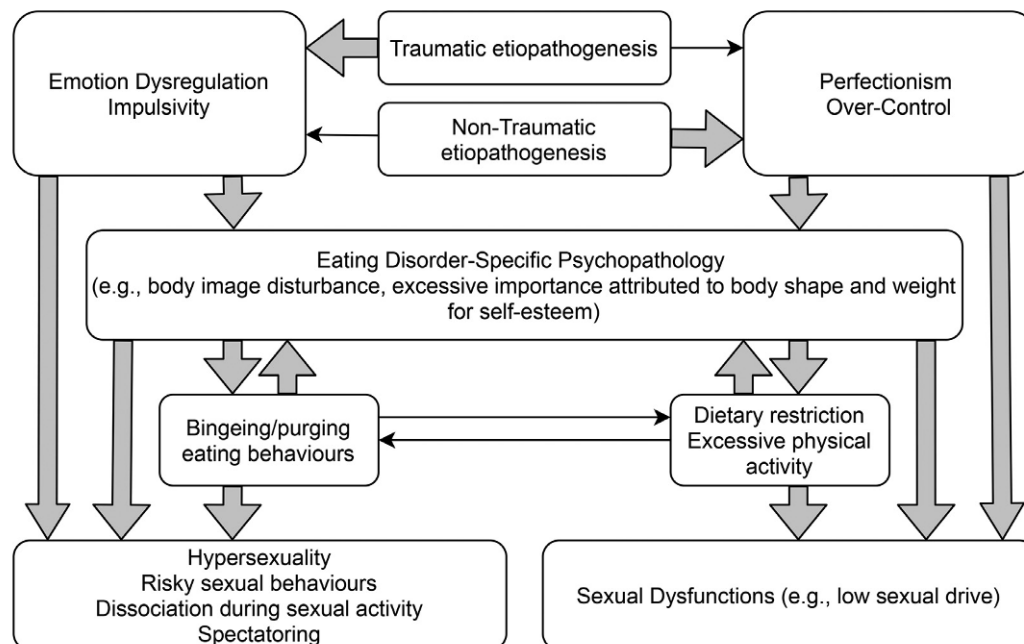 Traumatic etiopathogenesis
Emotion Dysregulation
Impulsivity
Perfectionism
Over-Control
Non-Traumatic
etiopathogenesis
Eating Disorder-Specific Psychopathology
(e.g., body image disturbance, excessive importance attributed to body shape and weight
for self-esteem)
Bingeing/purging
eating behaviours
Dietary restriction
Excessive physical
activity
Hypersexuality
Risky sexual behaviours
Dissociation during sexual activity
Spectatoring
Sexual Dysfunctions (e.g., low sexual drive)